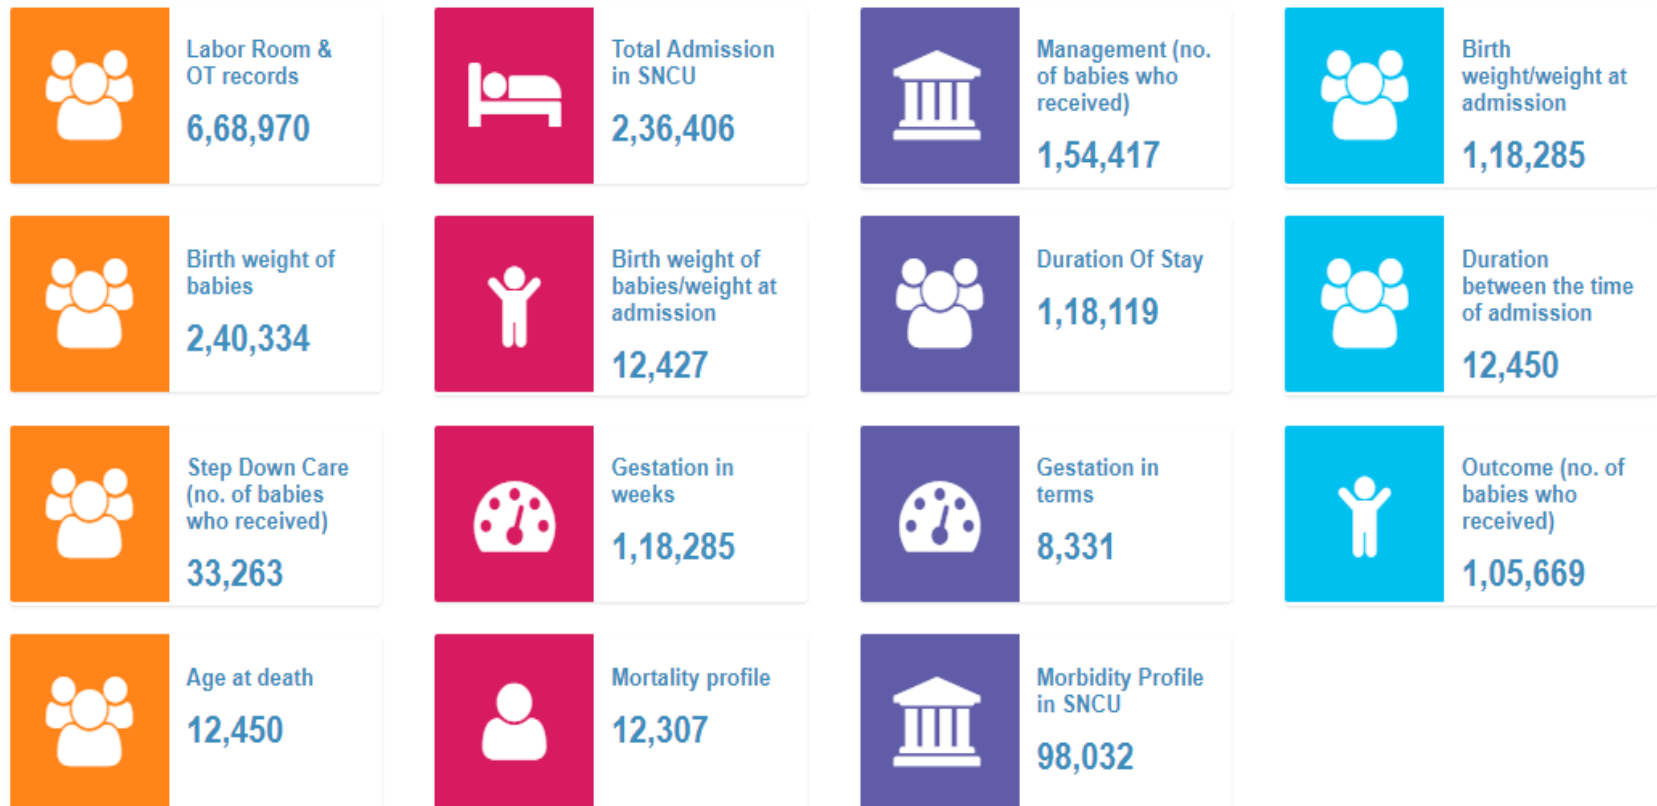 Labor Room &
OT records
6,68,970
Total Admission
in SNCU
2,36,406
Management (no.
of babies who
received)
1,54,417
Birth
weight/weight at
admission
1,18,285
Birth weight of
babies
2,40,334
Birth weight of
babies/weight at
admission
12,427
Duration Of Stay
1,18,119
Duration
between the time
of admission
12,450
Step Down Care
(no. of babies
who received)
33,263
Gestation in
weeks
1,18,285
Gestation in
terms
8,331
Outcome (no. of
babies who
received)
1,05,669
Age at death
12,450
Mortality profile
12,307
Morbidity Profile
in SNCU
98,032